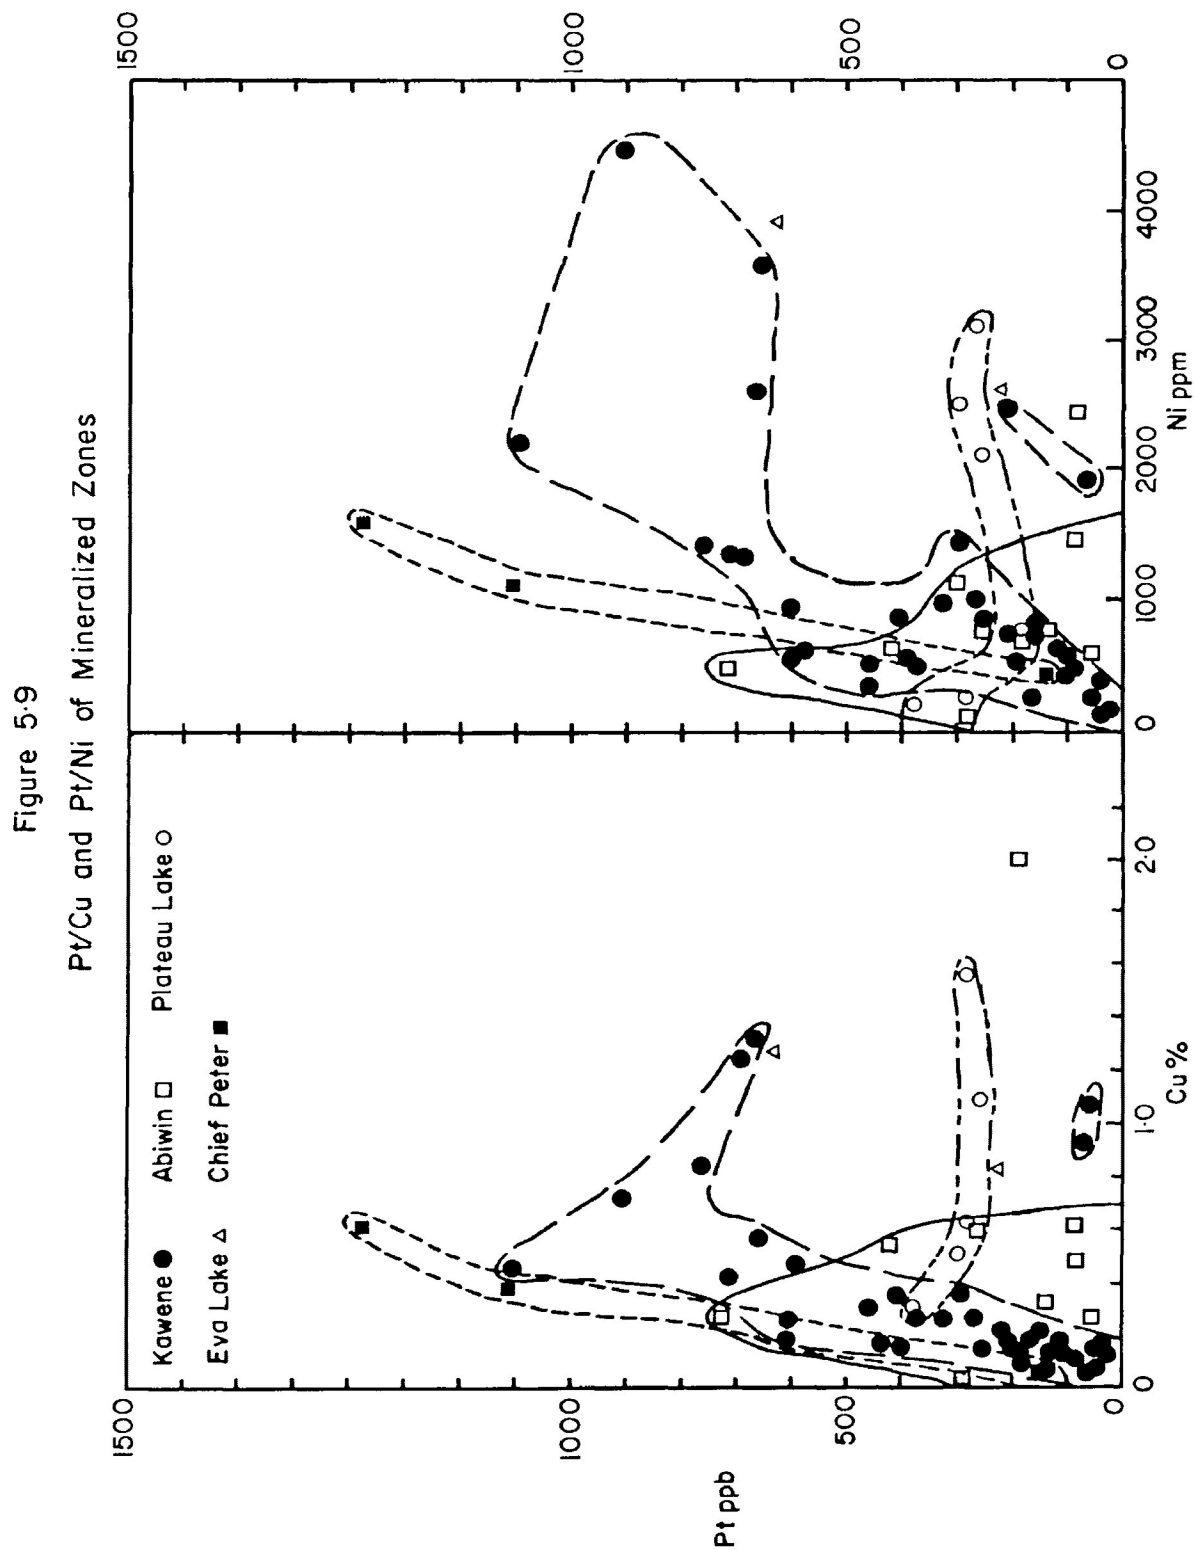 Figure 5·9
Pt/Cu and Pt/Ni of Mineralized Zones
Kawene ● Abiwin □ Plateau Lake ○
Eva Lake △ Chief Peter ■
1500
1000
500
0
Pt ppb
0
1·0
2·0
Cu %
0
1000
2000
3000
4000
Ni ppm
1500
1000
500
0